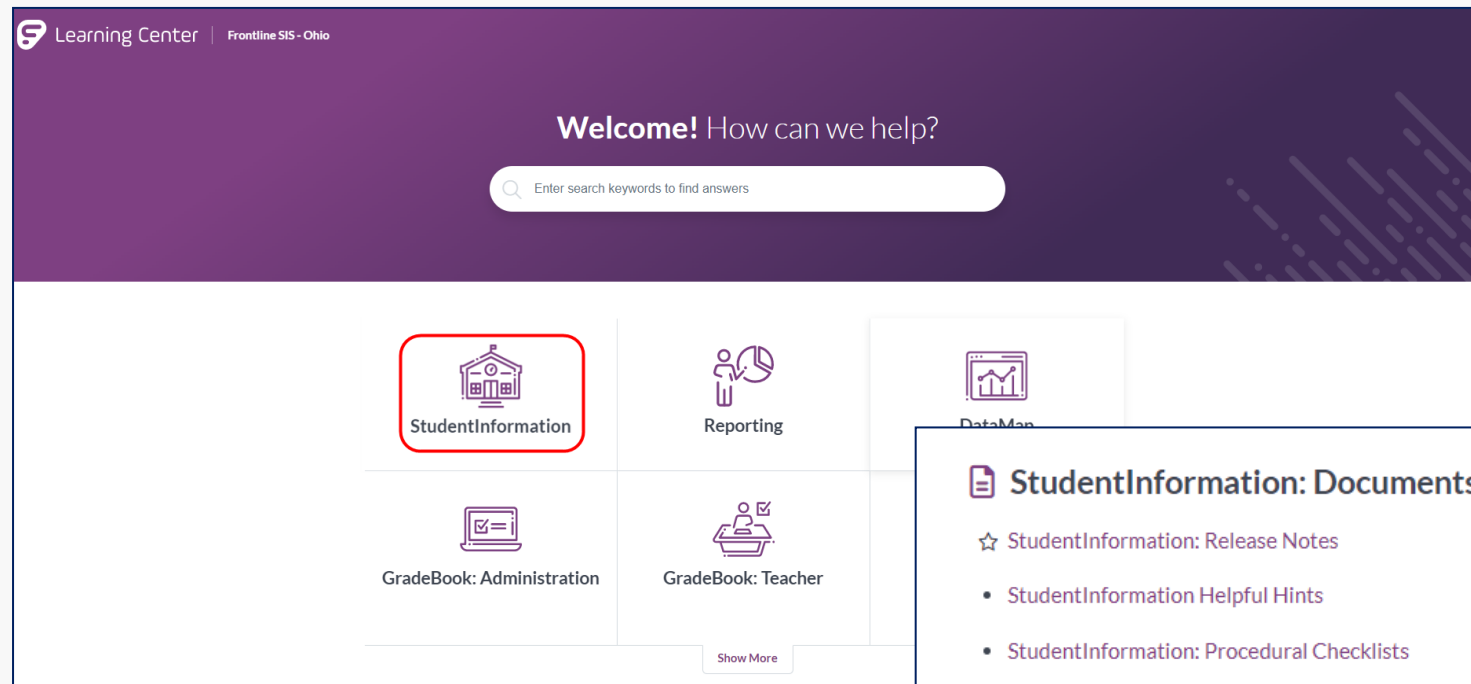 Learning Center | Frontline SIS - Ohio
Welcome! How can we help?
Enter search keywords to find answers
StudentInformation
Reporting
DataMap
GradeBook: Administration
GradeBook: Teacher
Show More
StudentInformation: Documents
StudentInformation: Release Notes
StudentInformation Helpful Hints
StudentInformation: Procedural Checklists